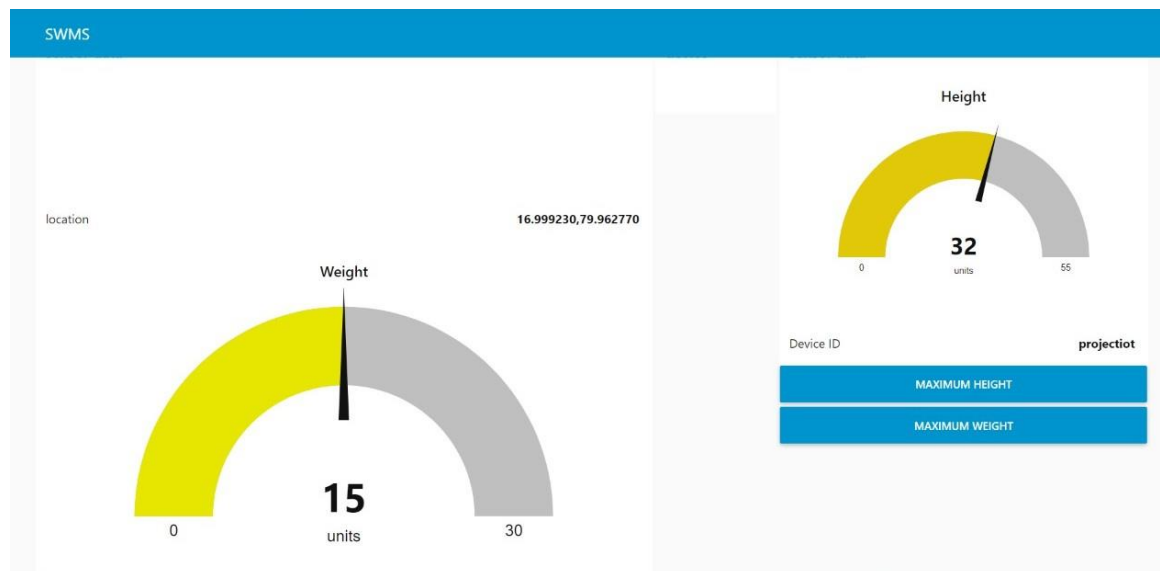 SWMS
location
16.999230,79.962770
Weight
15
units
0
30
Height
32
units
0
55
Device ID
projectiot
MAXIMUM HEIGHT
MAXIMUM WEIGHT